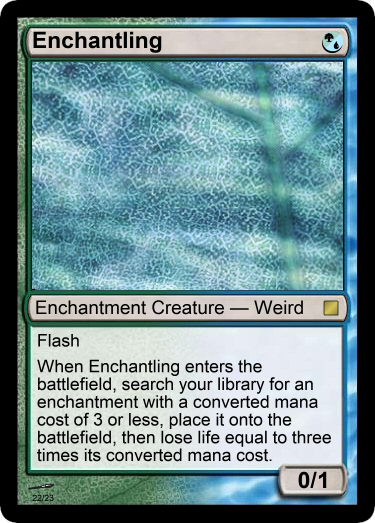 Enchantling
Enchantment Creature — Weird
Flash
When Enchantling enters the
battlefield, search your library for an
enchantment with a converted mana
cost of 3 or less, place it onto the
battlefield, then lose life equal to three
times its converted mana cost.
0/1
22/23